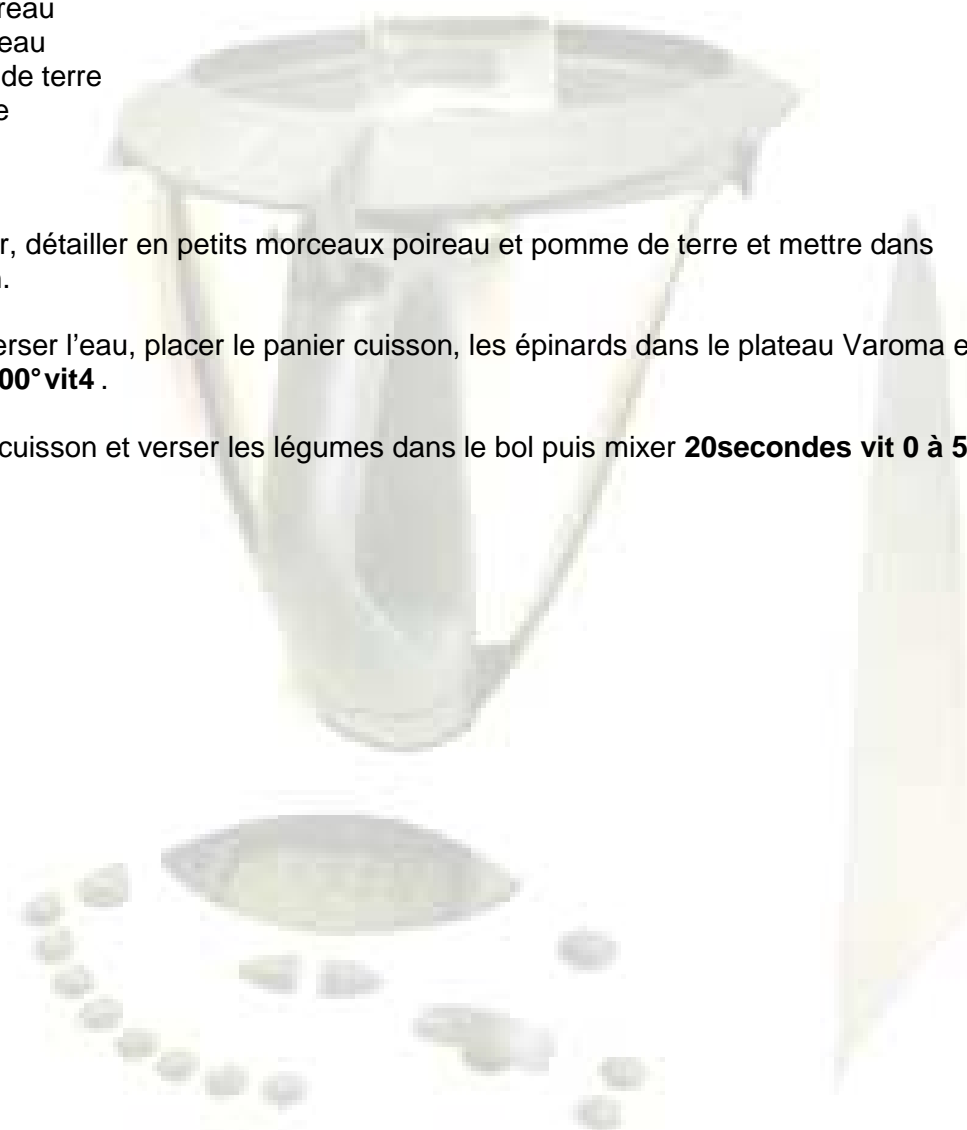 reau
eau
de terre
e
r, détailler en petits morceaux poireau et pomme de terre et mettre dans
n.
erser l’eau, placer le panier cuisson, les épinards dans le plateau Varoma e
00° vit4 .
cuisson et verser les légumes dans le bol puis mixer 20secondes vit 0 à 5